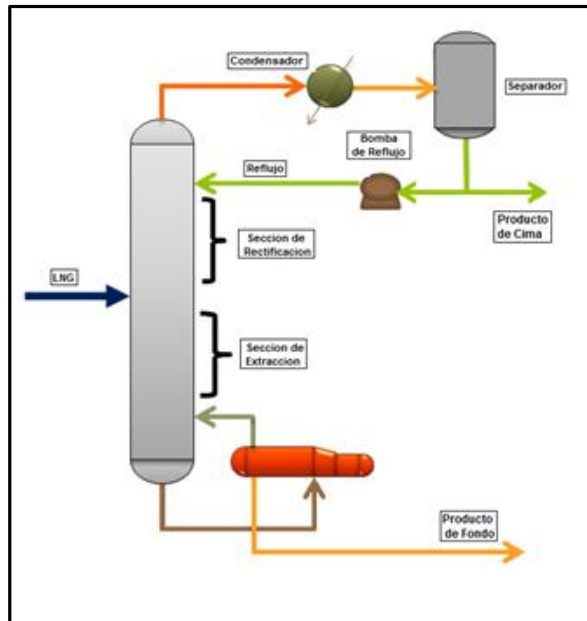 Condensador
Separador
Bomba
de Reflujo
Reflujo
Producto
de Cima
Seccion de
Rectificacion
LNG
Seccion de
Extraccion
Producto
de Fondo